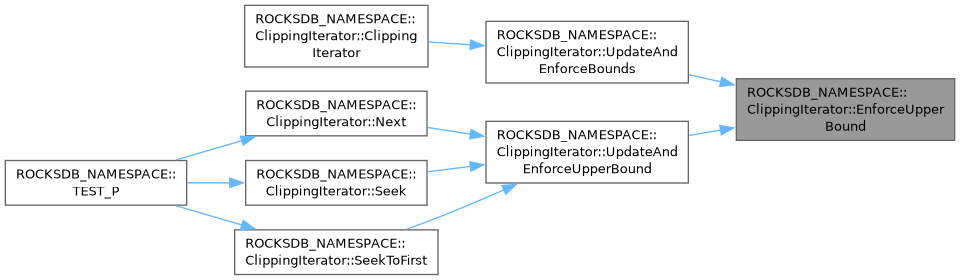 ROCKSDB_NAMESPACE::
ClippingIterator::Clipping
Iterator
ROCKSDB_NAMESPACE::
ClippingIterator::UpdateAnd
EnforceBounds
ROCKSDB_NAMESPACE::
ClippingIterator::EnforceUpper
Bound
ROCKSDB_NAMESPACE::
ClippingIterator::Next
ROCKSDB_NAMESPACE::
ClippingIterator::UpdateAnd
EnforceUpperBound
ROCKSDB_NAMESPACE::
TEST_P
ROCKSDB_NAMESPACE::
ClippingIterator::Seek
ROCKSDB_NAMESPACE::
ClippingIterator::SeekToFirst